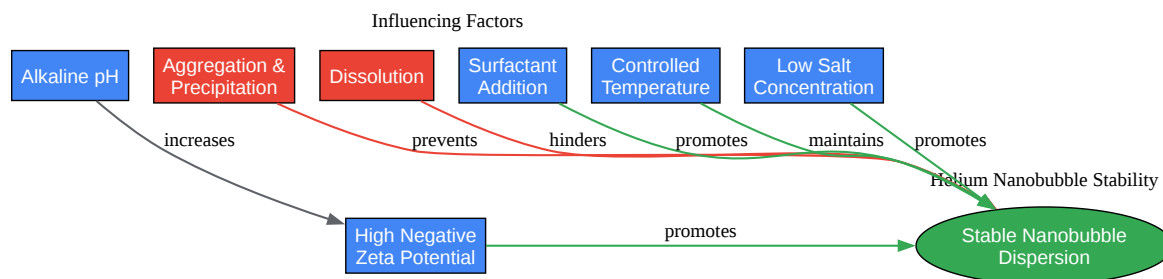 Influencing Factors
Alkaline pH
Aggregation &
Precipitation
Dissolution
Surfactant
Addition
Controlled
Temperature
Low Salt
Concentration
increases
prevents
hinders
promotes
maintains
promotes
Helium Nanobubble Stability
High Negative
Zeta Potential
promotes
Stable Nanobubble
Dispersion